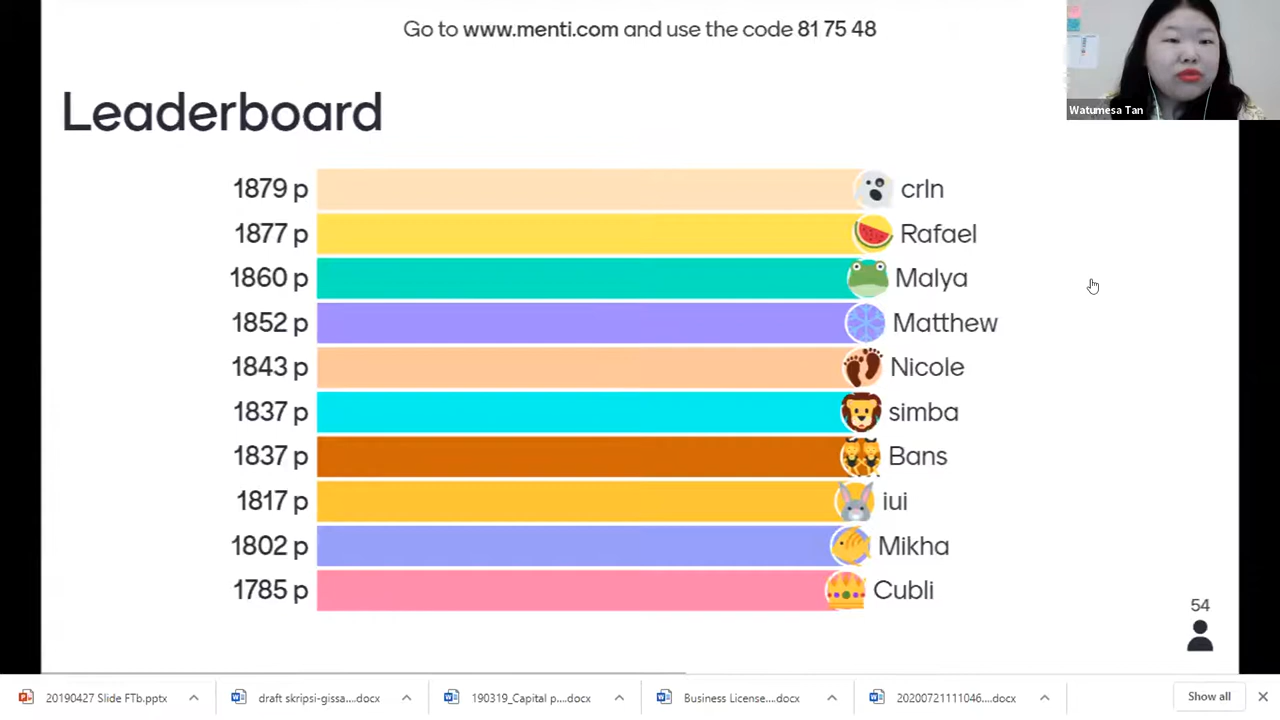 Go to www.menti.com and use the code 81 75 48
Watumesa Tan
Leaderboard
1879 p crln
1877 p Rafael
1860 p Malya
1852 p Matthew
1843 p Nicole
1837 p simba
1837 p Bans
1817 p iui
1802 p Mikha
1785 p Cubli
54
20190427 Slide FTb.pptx
draft skripsi-gissa....docx
190319_Capital p....docx
Business License....docx
20200721111046....docx
Show all